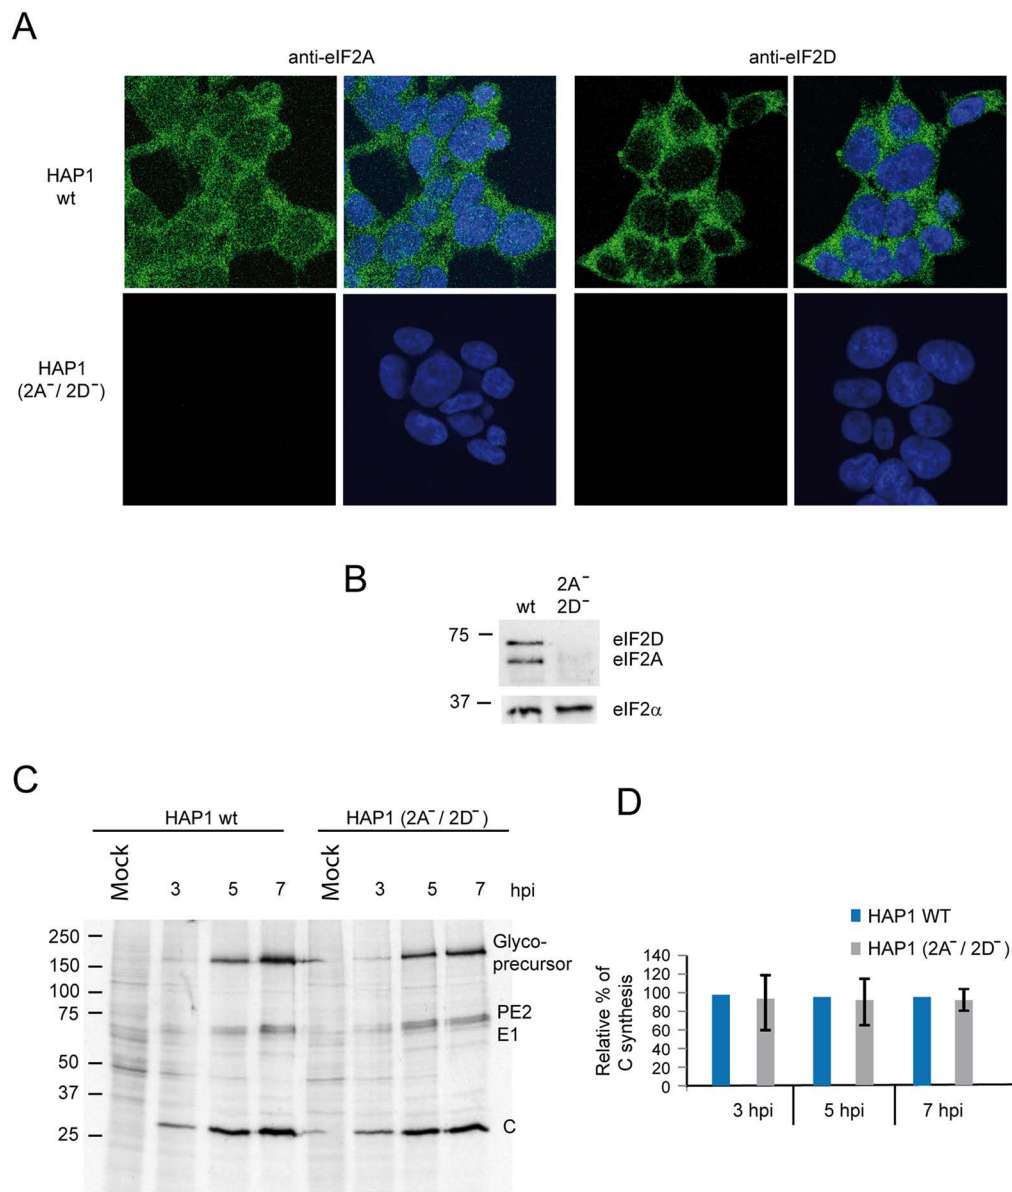 A
anti-eIF2A
anti-eIF2D
HAP1
wt
HAP1
(2A⁻/ 2D⁻)
B
wt
2A⁻
2D⁻
75
eIF2D
eIF2A
37
eIF2α
C
HAP1 wt
HAP1 (2A⁻/ 2D⁻)
Mock 3 5 7 Mock 3 5 7 hpi
250
150
100
75
50
37
25
Glyco-
precursor
PE2
E1
C
D
HAP1 WT
HAP1 (2A⁻/ 2D⁻)
Relative % of
C synthesis
140
120
100
80
60
40
20
0
3 hpi 5 hpi 7 hpi